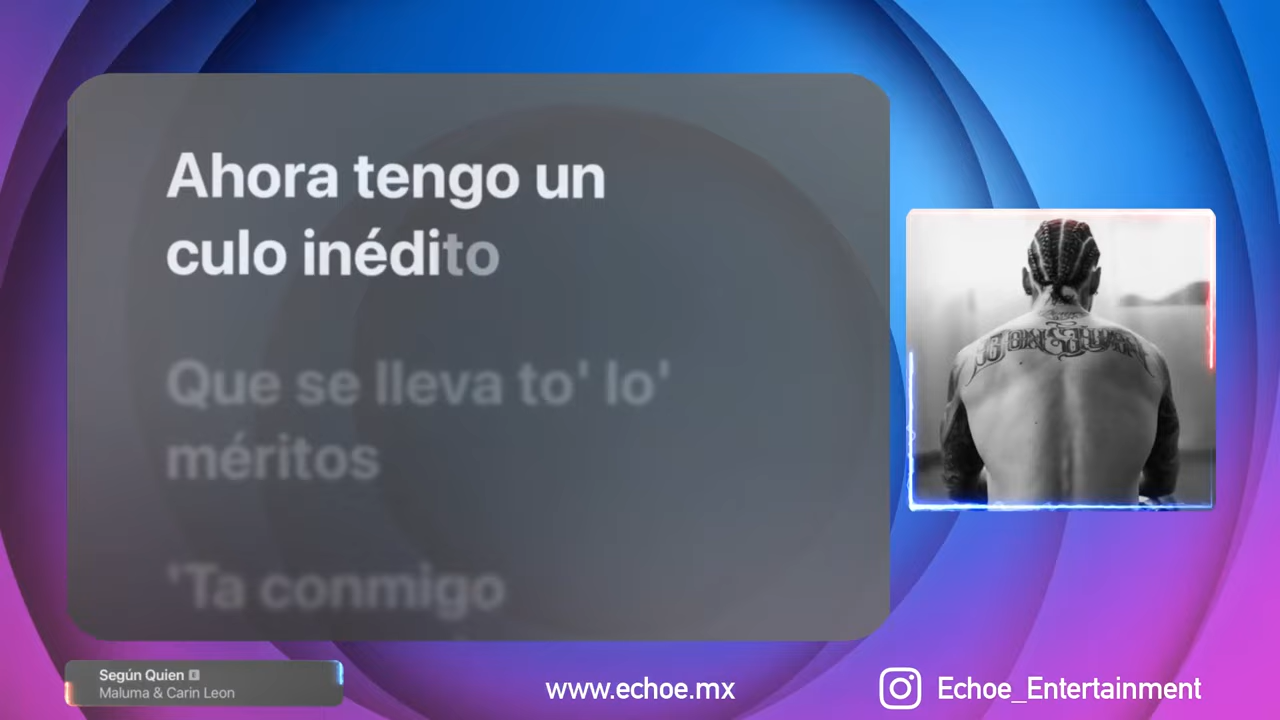 Ahora tengo un
culo inédito
Que se lleva to' lo'
méritos
'Ta conmigo
Según Quien E
Maluma & Carin Leon
www.echoe.mx
Echoe_Entertainment